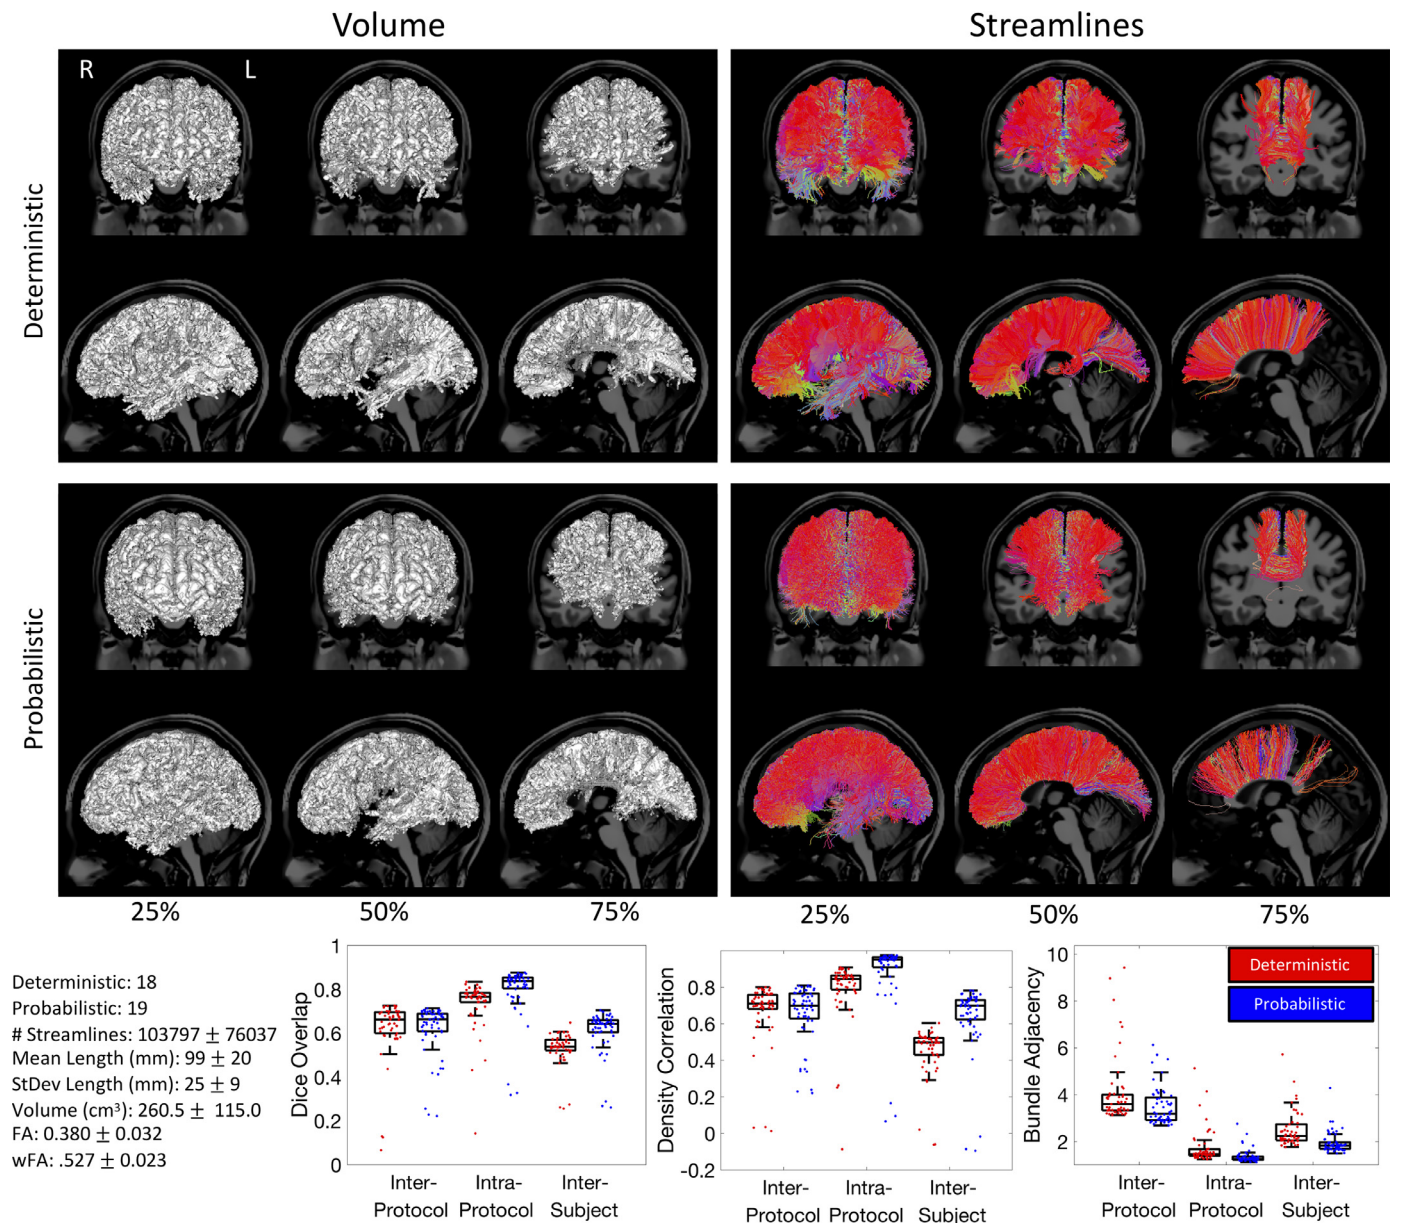 Volume
Streamlines
R
L
Deterministic
Probabilistic
25%
50%
75%
25%
50%
75%
Deterministic: 18
Probabilistic: 19
# Streamlines: 103797 ± 76037
Mean Length (mm): 99 ± 20
StDev Length (mm): 25 ± 9
Volume (cm³): 260.5 ± 115.0
FA: 0.380 ± 0.032
wFA: .527 ± 0.023
Dice Overlap
1
0.8
0.6
0.4
0.2
0
Inter-
Protocol
Intra-
Protocol
Inter-
Subject
Density Correlation
0.8
0.6
0.4
0.2
0
-0.2
Inter-
Protocol
Intra-
Protocol
Inter-
Subject
Bundle Adjacency
10
8
6
4
2
Deterministic
Probabilistic
Inter-
Protocol
Intra-
Protocol
Inter-
Subject